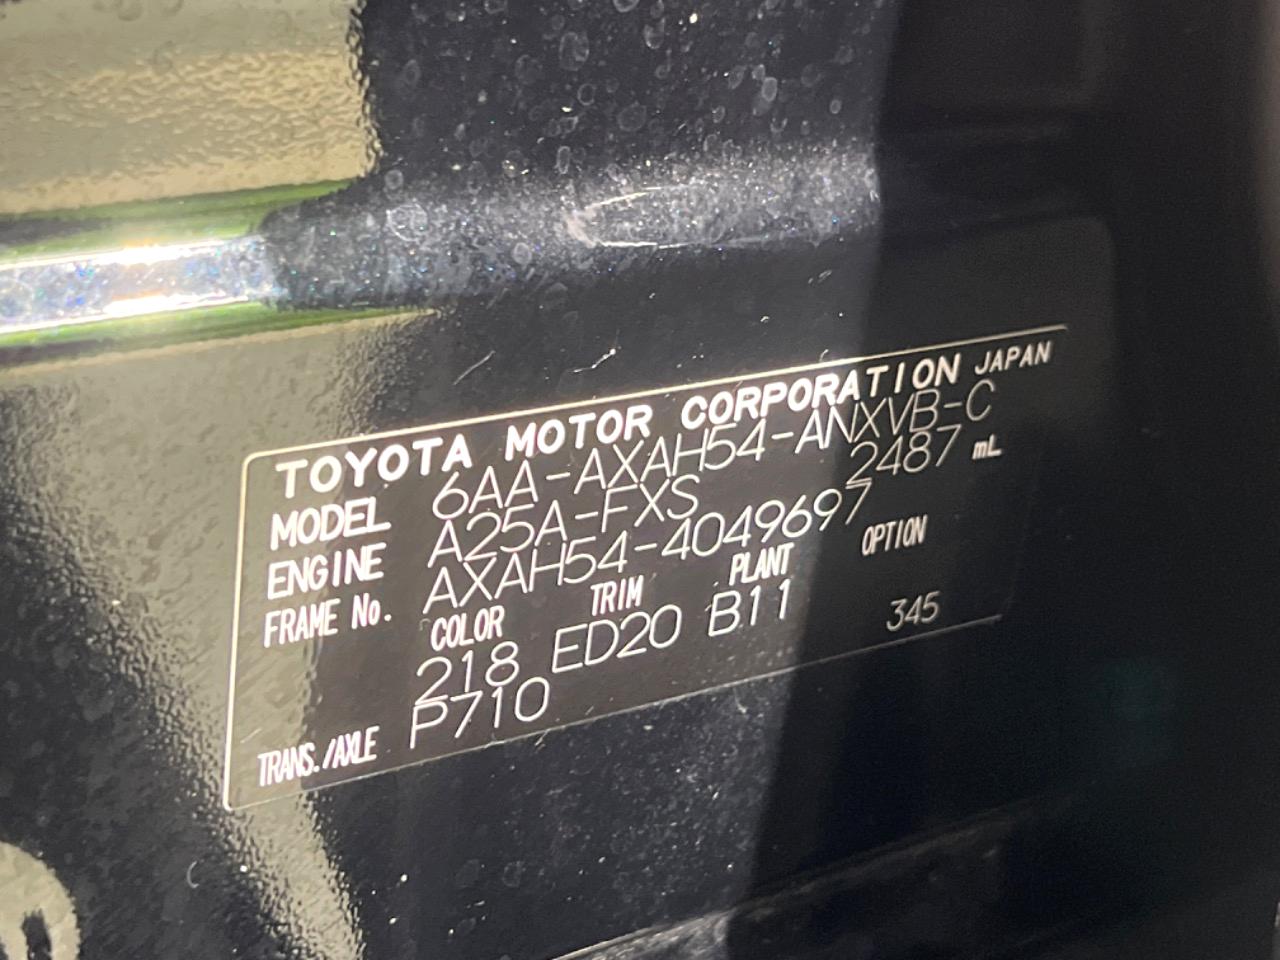 TOYOTA MOTOR CORPORATION JAPAN
MODEL 6AA-AXAH54-ANXVB-C
ENGINE A25A-FXS 2487 mL
FRAME No. AXAH54-4049697
COLOR TRIM PLANT OPTION
218 ED20 B11 345
TRANS./AXLE P710